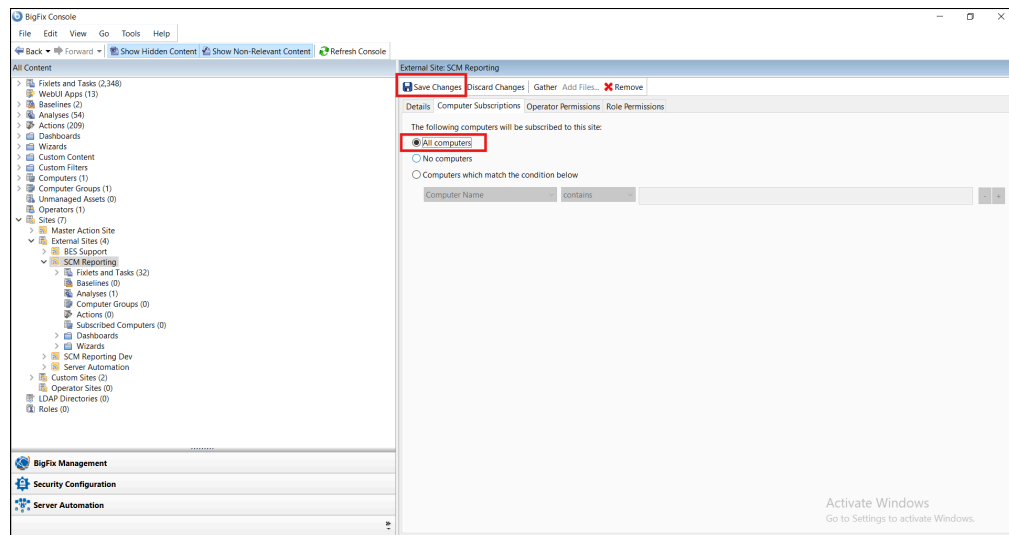 BigFix Console
File Edit View Go Tools Help
Back Forward Show Hidden Content Show Non-Relevant Content Refresh Console
All Content
Fixlets and Tasks (2,348)
WebUI Apps (13)
Baselines (2)
Analyses (54)
Actions (209)
Dashboards
Wizards
Custom Content
Custom Filters
Computers (1)
Computer Groups (1)
Unmanaged Assets (0)
Operators (1)
Sites (7)
Master Action Site
External Sites (4)
BES Support
SCM Reporting
Fixlets and Tasks (32)
Baselines (0)
Analyses (1)
Computer Groups (0)
Actions (0)
Subscribed Computers (0)
Dashboards
Wizards
SCM Reporting Dev
Server Automation
Custom Sites (2)
Operator Sites (0)
LDAP Directories (0)
Roles (0)
BigFix Management
Security Configuration
Server Automation
External Site: SCM Reporting
Save Changes Discard Changes Gather Add Files... Remove
Details Computer Subscriptions Operator Permissions Role Permissions
The following computers will be subscribed to this site:
All computers
No computers
Computers which match the condition below
Computer Name contains - +
Activate Windows
Go to Settings to activate Windows.